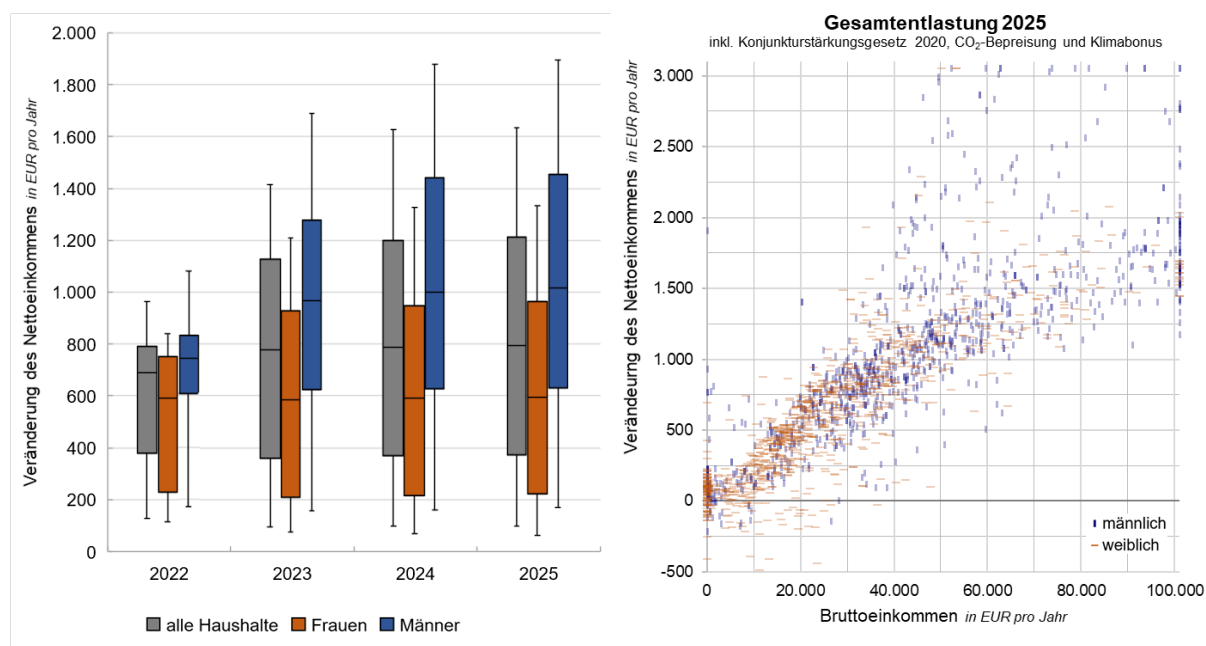 2.000
1.800
1.600
1.400
1.200
1.000
800
600
400
200
0
Veränderung des Nettoeinkommens in EUR pro Jahr
2022 2023 2024 2025
alle Haushalte Frauen Männer
Gesamtentlastung 2025
inkl. Konjunkturstärkungsgesetz 2020, CO₂-Bepreisung und Klimabonus
3.000
2.500
2.000
1.500
1.000
500
0
-500
Verändeurng des Nettoeinkommens in EUR pro Jahr
männlich
weiblich
0 20.000 40.000 60.000 80.000 100.000
Bruttoeinkommen in EUR pro Jahr